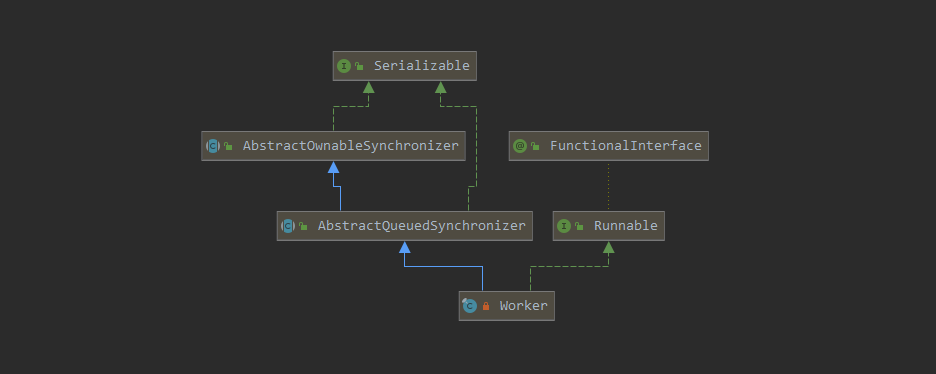 Serializable
AbstractOwnableSynchronizer
FunctionalInterface
AbstractQueuedSynchronizer
Runnable
Worker